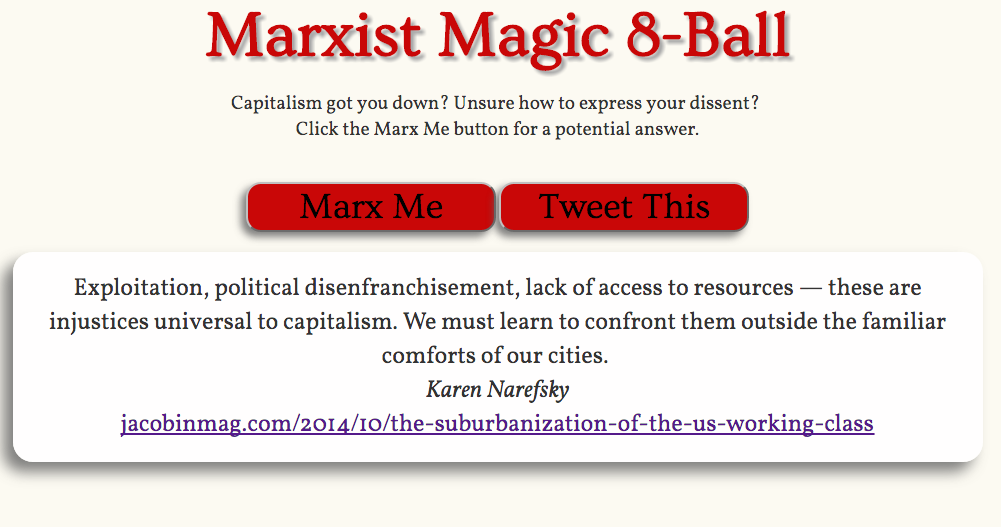 Marxist Magic 8-Ball
Capitalism got you down? Unsure how to express your dissent?
Click the Marx Me button for a potential answer.
Marx Me
Tweet This
Exploitation, political disenfranchisement, lack of access to resources — these are
injustices universal to capitalism. We must learn to confront them outside the familiar
comforts of our cities.
Karen Narefsky
jacobinmag.com/2014/10/the-suburbanization-of-the-us-working-class